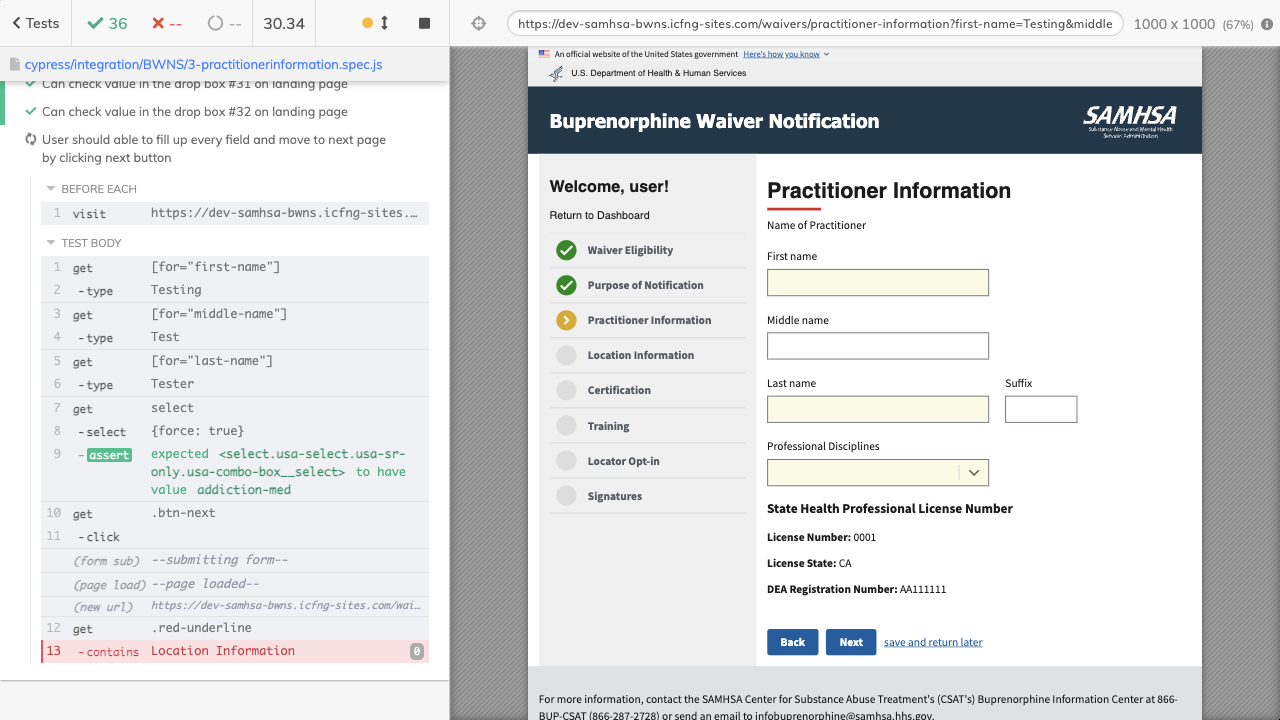 Tests
36
--
--
30.34
https://dev-samhsa-bwns.icfng-sites.com/waivers/practitioner-information?first-name=Testing&middle
1000 x 1000 (67%)
cypress/integration/BWNS/3-practitionerinformation.spec.js
Can check value in the drop box #31 on landing page
Can check value in the drop box #32 on landing page
User should able to fill up every field and move to next page
by clicking next button
BEFORE EACH
1 visit https://dev-samhsa-bwns.icfng-sites.…
TEST BODY
1 get [for="first-name"]
2 -type Testing
3 get [for="middle-name"]
4 -type Test
5 get [for="last-name"]
6 -type Tester
7 get select
8 -select {force: true}
9 -assert expected <select.usa-select.usa-sr-
only.usa-combo-box__select> to have
value addiction-med
10 get .btn-next
11 -click
(form sub) --submitting form--
(page load) --page loaded--
(new url) https://dev-samhsa-bwns.icfng-sites.com/wai…
12 get .red-underline
13 -contains Location Information 0
An official website of the United States government Here's how you know
U.S. Department of Health & Human Services
Buprenorphine Waiver Notification
SAMHSA
Substance Abuse and Mental Health
Services Administration
Welcome, user!
Return to Dashboard
Waiver Eligibility
Purpose of Notification
Practitioner Information
Location Information
Certification
Training
Locator Opt-in
Signatures
Practitioner Information
Name of Practitioner
First name
Middle name
Last name Suffix
Professional Disciplines
State Health Professional License Number
License Number: 0001
License State: CA
DEA Registration Number: AA111111
Back Next save and return later
For more information, contact the SAMHSA Center for Substance Abuse Treatment's (CSAT's) Buprenorphine Information Center at 866-
BUP-CSAT (866-287-2728) or send an email to infobuprenorphine@samhsa.hhs.gov.